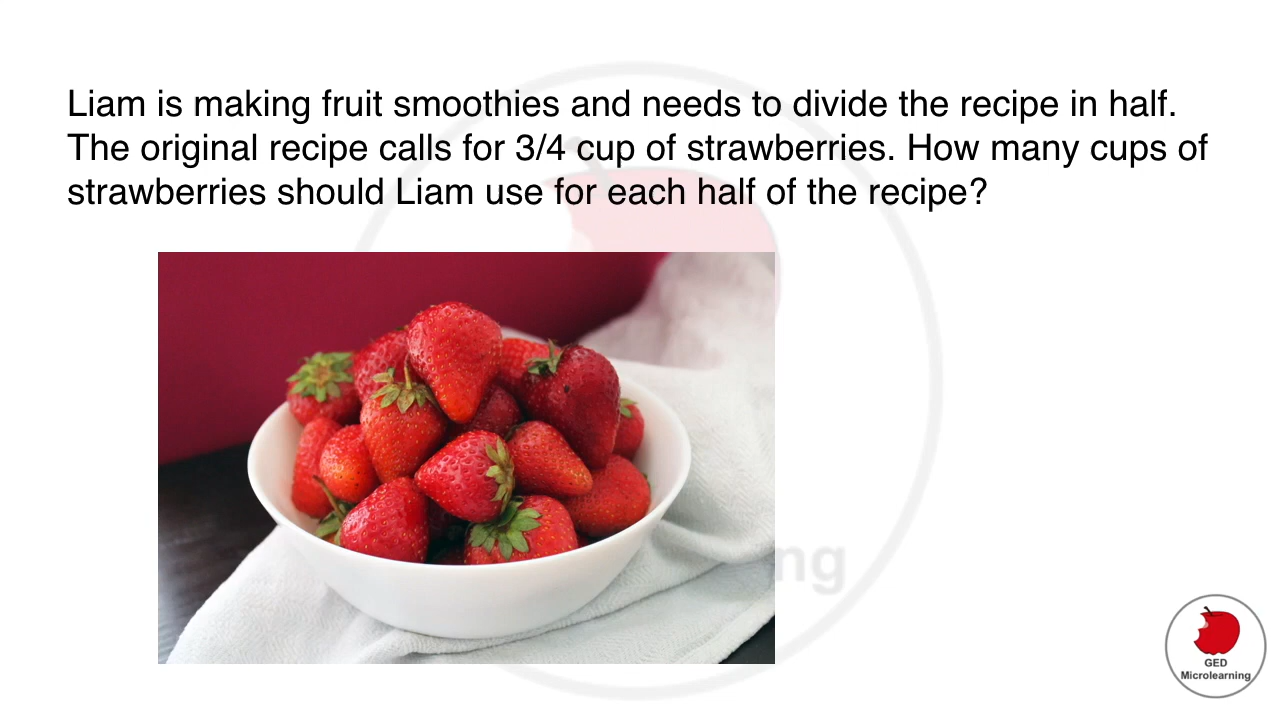 Liam is making fruit smoothies and needs to divide the recipe in half.
The original recipe calls for 3/4 cup of strawberries. How many cups of
strawberries should Liam use for each half of the recipe?
ng
GED
Microlearning